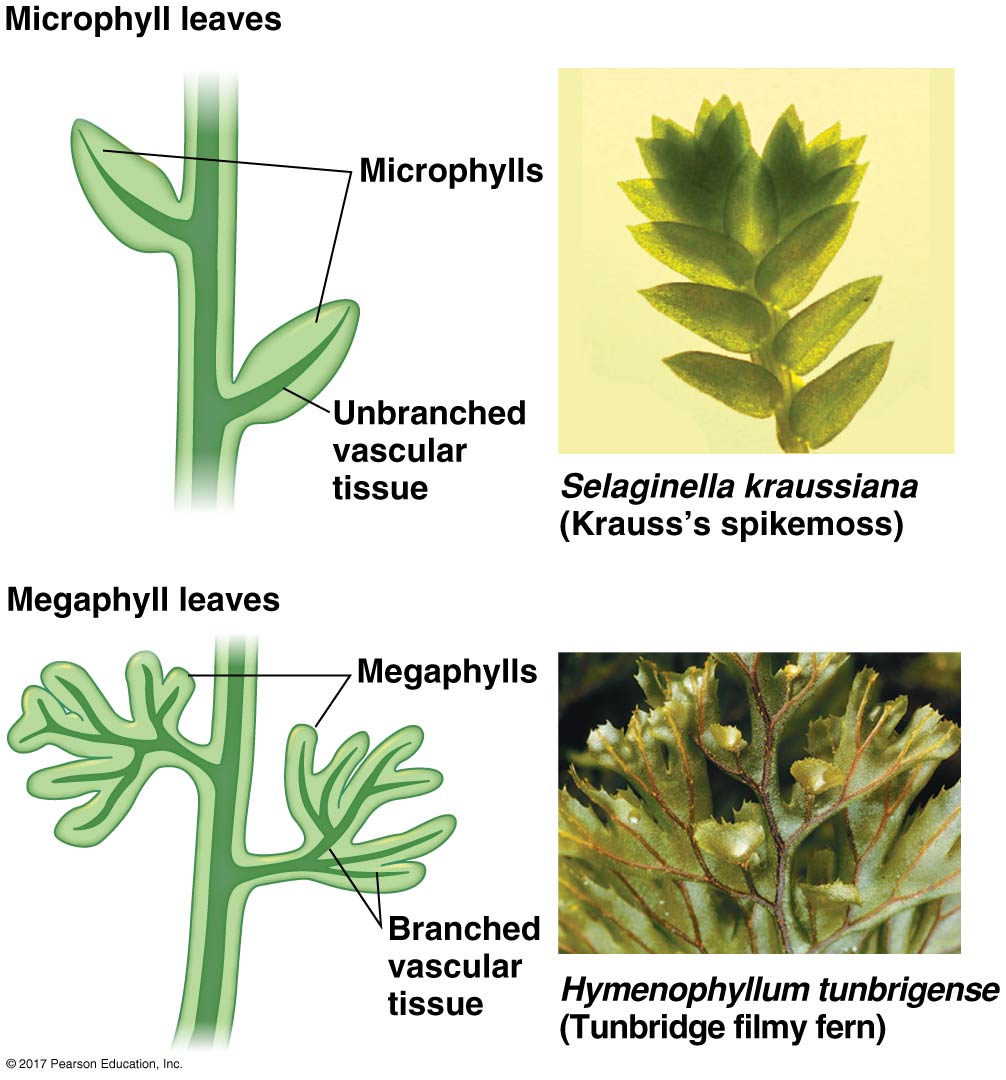 Microphyll leaves
Microphylls
Unbranched
vascular
tissue
Selaginella kraussiana
(Krauss’s spikemoss)
Megaphyll leaves
Megaphylls
Branched
vascular
tissue
Hymenophyllum tunbrigense
(Tunbridge filmy fern)
© 2017 Pearson Education, Inc.